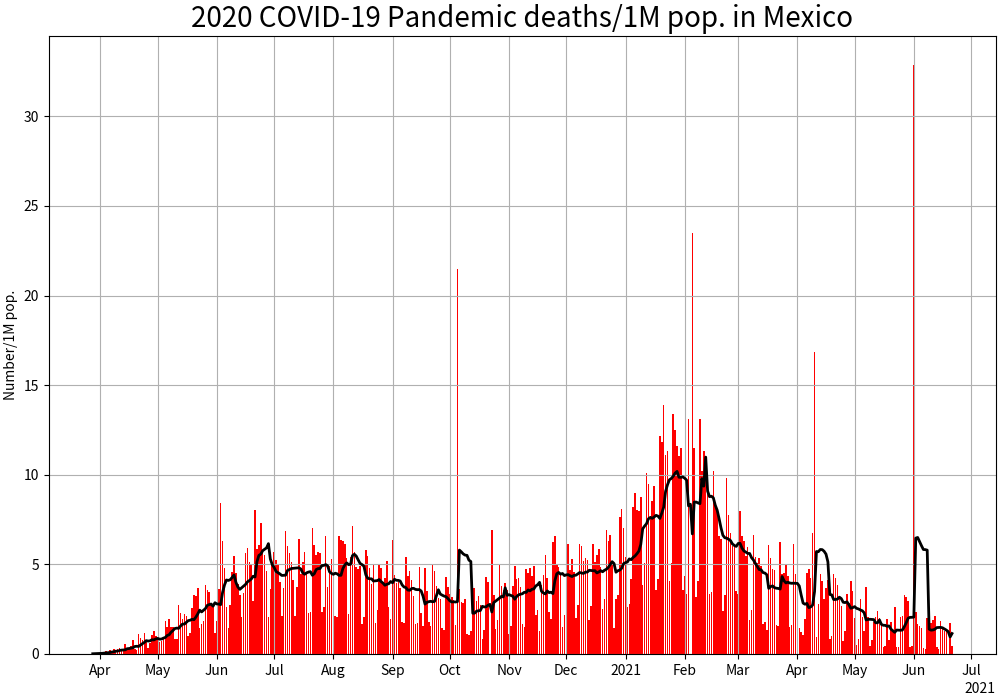 2020 COVID-19 Pandemic deaths/1M pop. in Mexico
Number/1M pop.
30
25
20
15
10
5
0
Apr May Jun Jul Aug Sep Oct Nov Dec 2021 Feb Mar Apr May Jun Jul
2021